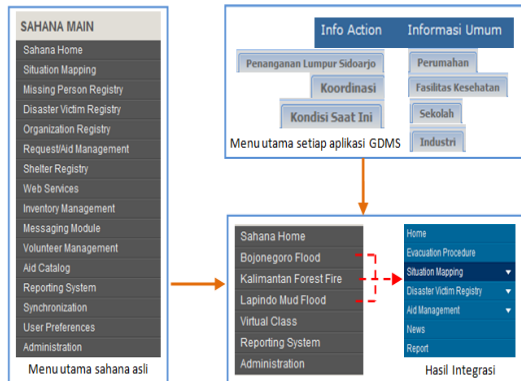 SAHANA MAIN
Sahana Home
Situation Mapping
Missing Person Registry
Disaster Victim Registry
Organization Registry
Request/Aid Management
Shelter Registry
Web Services
Inventory Management
Messaging Module
Volunteer Management
Aid Catalog
Reporting System
Synchronization
User Preferences
Administration
Menu utama sahana asli
Info Action
Informasi Umum
Penanganan Lumpur Sidoarjo
Koordinasi
Kondisi Saat Ini
Perumahan
Fasilitas Kesehatan
Sekolah
Industri
Menu utama setiap aplikasi GDMS
Sahana Home
Bojonegoro Flood
Kalimantan Forest Fire
Lapindo Mud Flood
Virtual Class
Reporting System
Administration
Home
Evacuation Procedure
Situation Mapping
Disaster Victim Registry
Aid Management
News
Report
Hasil Integrasi